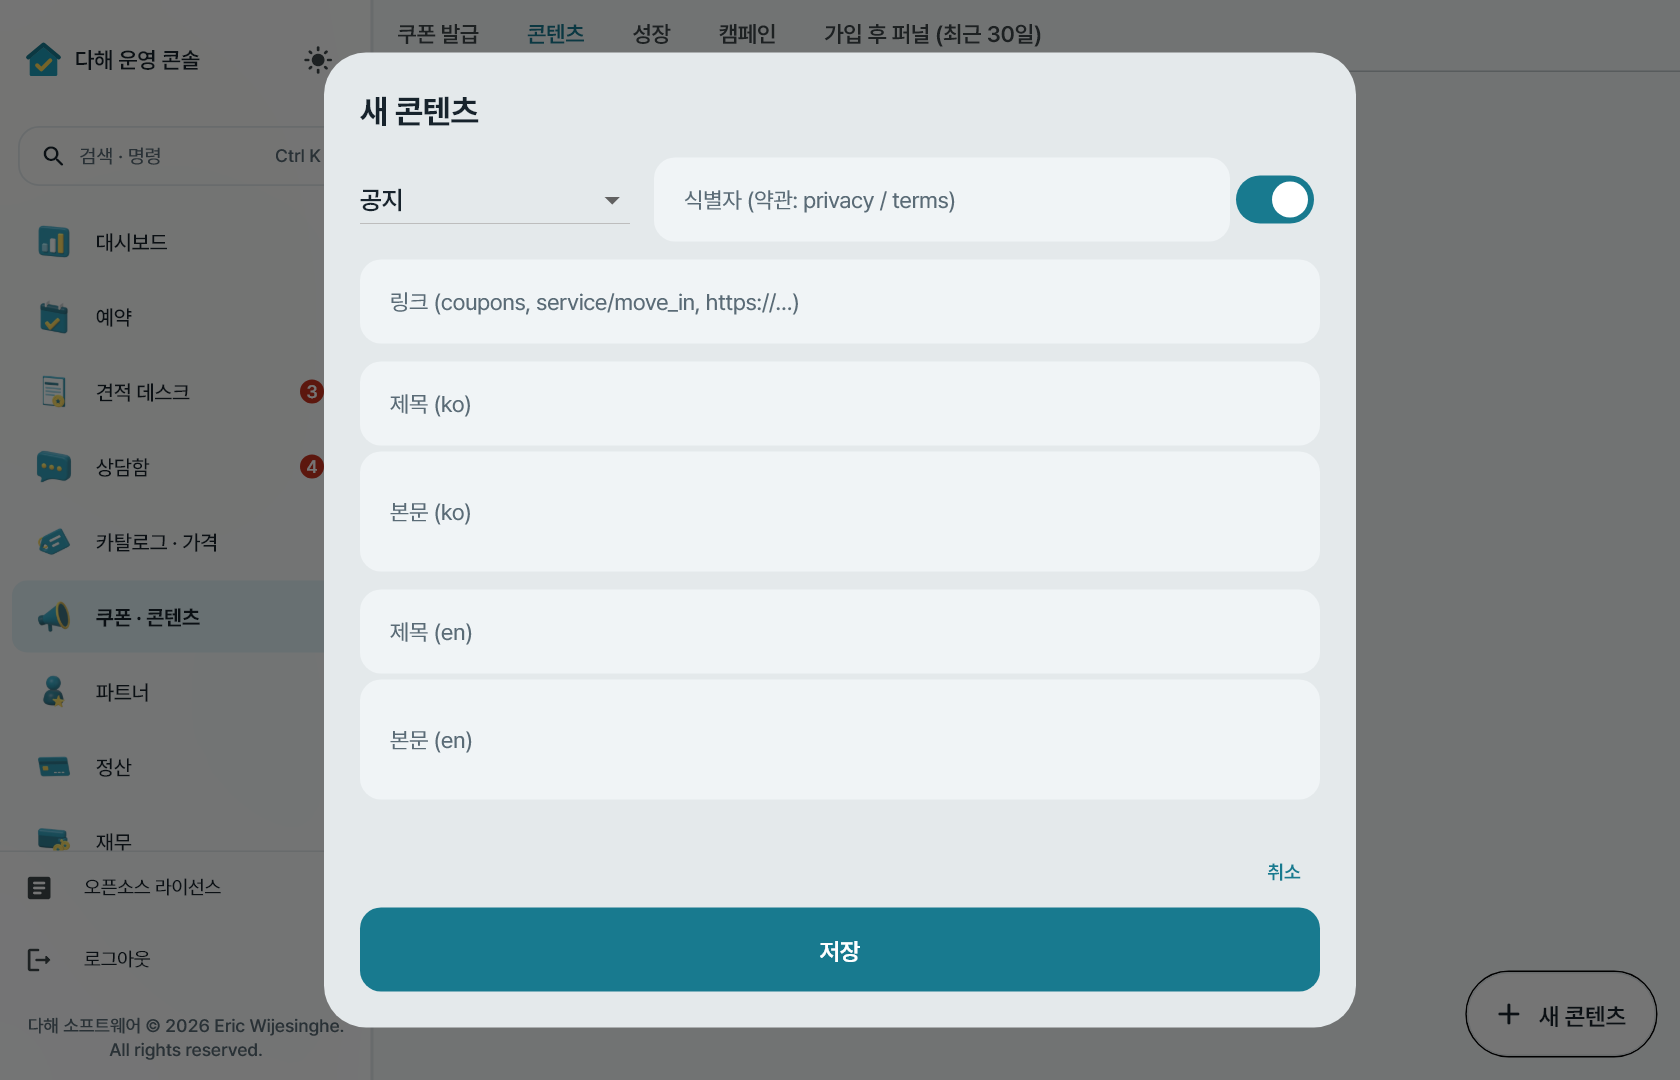 다해 운영 콘솔
검색 · 명령
Ctrl K
대시보드
예약
견적 데스크
3
상담함
4
카탈로그 · 가격
쿠폰 · 콘텐츠
파트너
정산
재무
오픈소스 라이선스
로그아웃
다해 소프트웨어 © 2026 Eric Wijesinghe.
All rights reserved.
쿠폰 발급
콘텐츠
성장
캠페인
가입 후 퍼널 (최근 30일)
새 콘텐츠
공지
식별자 (약관: privacy / terms)
링크 (coupons, service/move_in, https://...)
제목 (ko)
본문 (ko)
제목 (en)
본문 (en)
취소
저장
새 콘텐츠